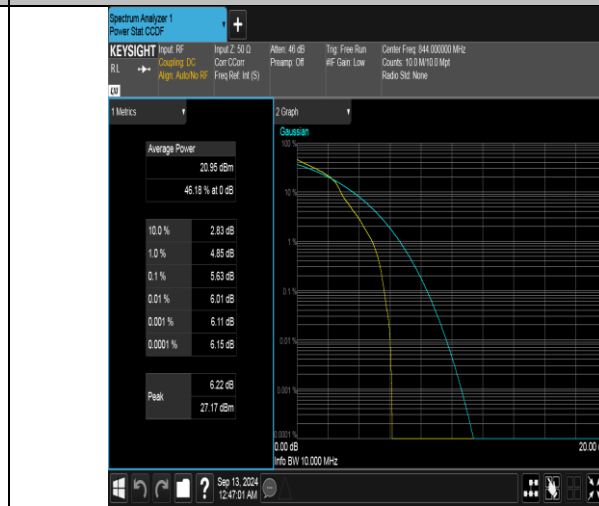 Spectrum Analyzer 1
Power Stat CCDF
+
KEYSIGHT
RL
LXI
Input: RF
Coupling: DC
Align: Auto/No RF
Input Z: 50 Ω
Corr CCorr
Freq Ref: Int (S)
Atten: 46 dB
Preamp: Off
Trig: Free Run
#IF Gain: Low
Center Freq: 844.000000 MHz
Counts: 10.0 M/10.0 Mpt
Radio Std: None
1 Metrics
Average Power
20.95 dBm
46.18 % at 0 dB
10.0 % 2.83 dB
1.0 % 4.85 dB
0.1 % 5.63 dB
0.01 % 6.01 dB
0.001 % 6.11 dB
0.0001 % 6.15 dB
Peak
6.22 dB
27.17 dBm
2 Graph
Gaussian
100 %
10 %
1 %
0.1 %
0.01 %
0.001 %
0.0001 %
0.00 dB
20.00
Info BW 10.000 MHz
?
Sep 13, 2024
12:47:01 AM